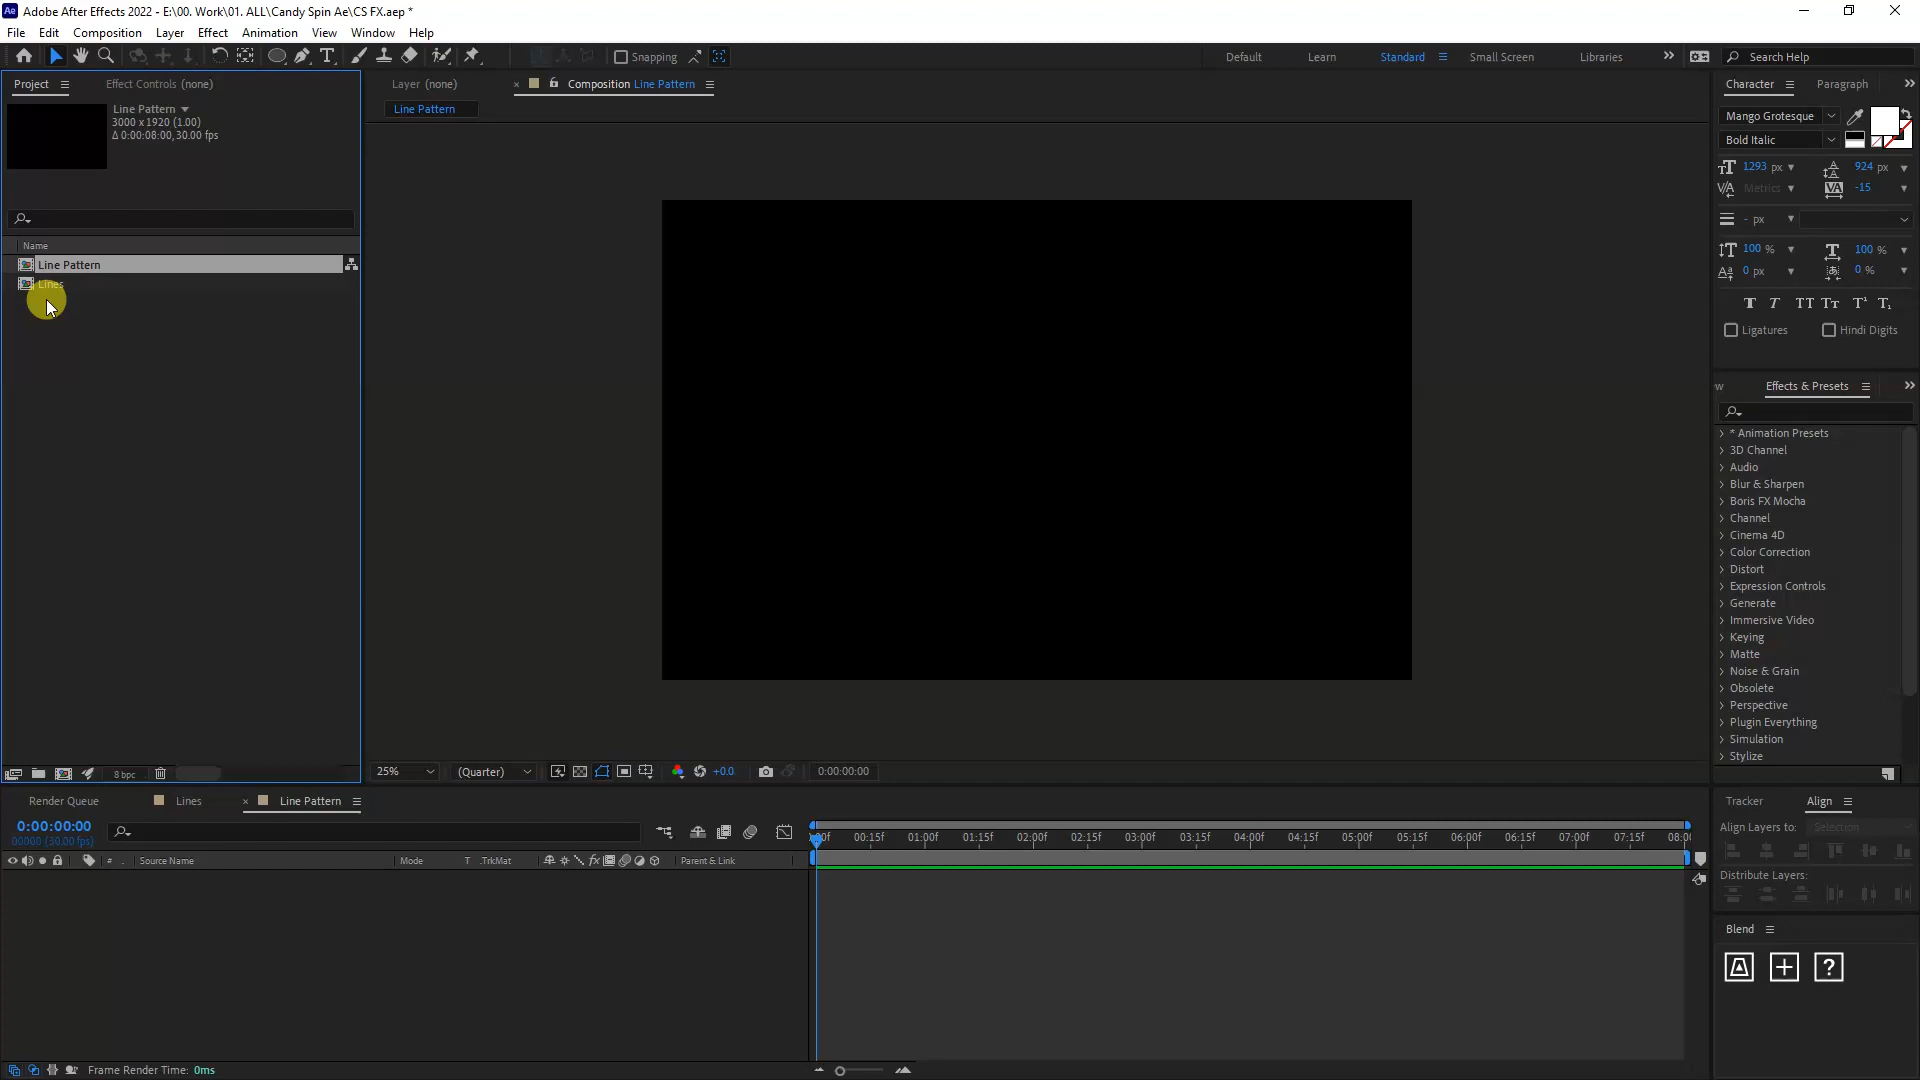 Adobe After Effects 2022 - E:\00. Work\01. ALL\Candy Spin Ae\CS FX.aep *
File Edit Composition Layer Effect Animation View Window Help
Snapping Default Learn Standard Small Screen Libraries Search Help
Project Effect Controls (none)
Line Pattern
3000 x 1920 (1.00)
Δ 0:00:08:00, 30.00 fps
Name
Line Pattern
Lines
8 bpc
Layer (none) Composition Line Pattern
Line Pattern
25% (Quarter) +0.0 0:00:00:00
Character Paragraph
Mango Grotesque
Bold Italic
1293 px 924 px
Metrics -15
- px
100 % 100 %
0 px 0 %
Ligatures Hindi Digits
Effects & Presets
* Animation Presets
3D Channel
Audio
Blur & Sharpen
Boris FX Mocha
Channel
Cinema 4D
Color Correction
Distort
Expression Controls
Generate
Immersive Video
Keying
Matte
Noise & Grain
Obsolete
Perspective
Plugin Everything
Simulation
Stylize
Tracker Align
Align Layers to: Selection
Distribute Layers:
Blend
Render Queue Lines Line Pattern
0:00:00:00
00000 (30.00 fps)
# Source Name Mode T .TrkMat Parent & Link
00:15f 01:00f 01:15f 02:00f 02:15f 03:00f 03:15f 04:00f 04:15f 05:00f 05:15f 06:00f 06:15f 07:00f 07:15f
Frame Render Time: 0ms